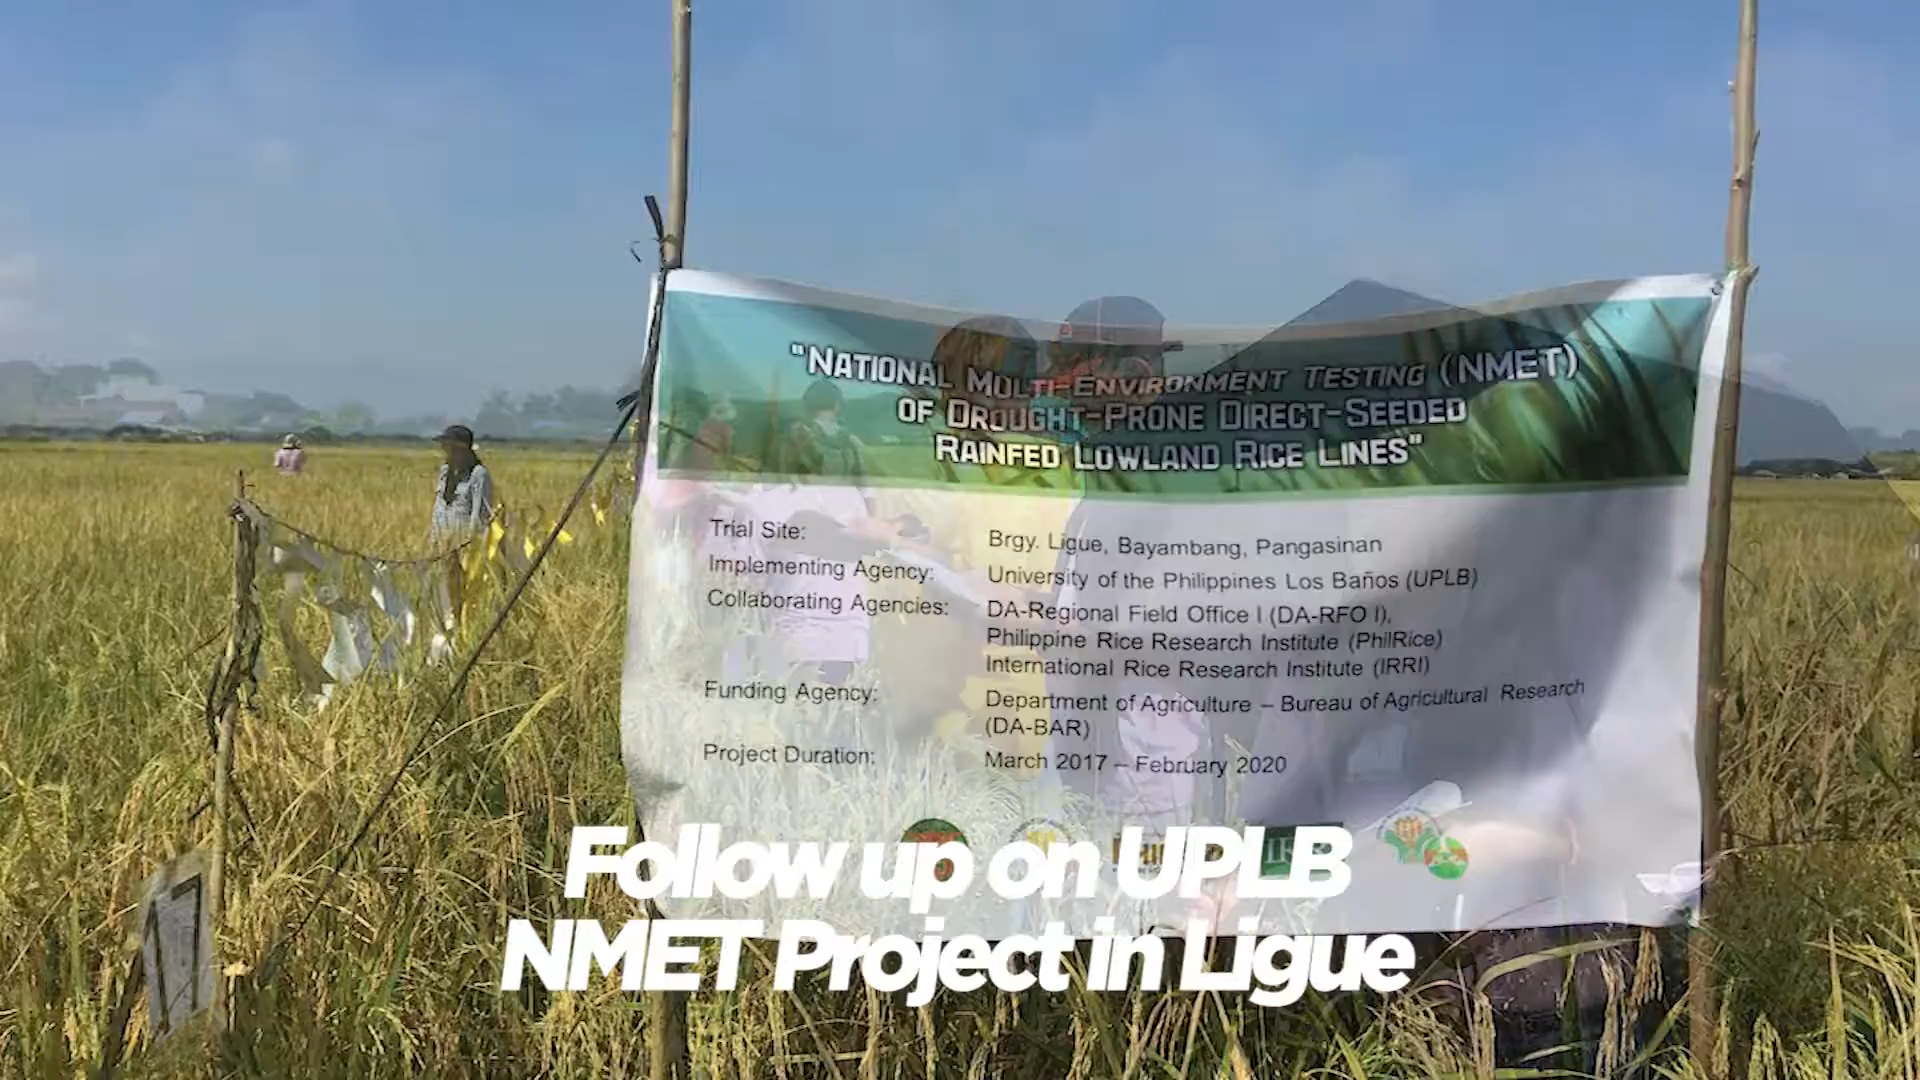 "NATIONAL MULTI-ENVIRONMENT TESTING (NMET)
OF DROUGHT-PRONE DIRECT-SEEDED
RAINFED LOWLAND RICE LINES"
Trial Site: Brgy. Ligue, Bayambang, Pangasinan
Implementing Agency: University of the Philippines Los Baños (UPLB)
Collaborating Agencies: DA-Regional Field Office I (DA-RFO I),
Philippine Rice Research Institute (PhilRice)
International Rice Research Institute (IRRI)
Funding Agency: Department of Agriculture – Bureau of Agricultural Research
(DA-BAR)
Project Duration: March 2017 – February 2020
Follow up on UPLB
NMET Project in Ligue
17